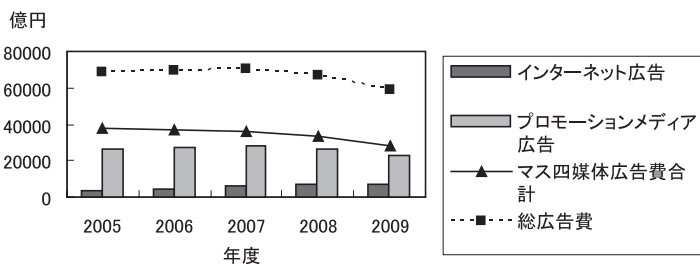 億円
80000
60000
40000
20000
0
2005 2006 2007 2008 2009
年度
インターネット広告
プロモーションメディア
広告
マス四媒体広告費合
計
総広告費